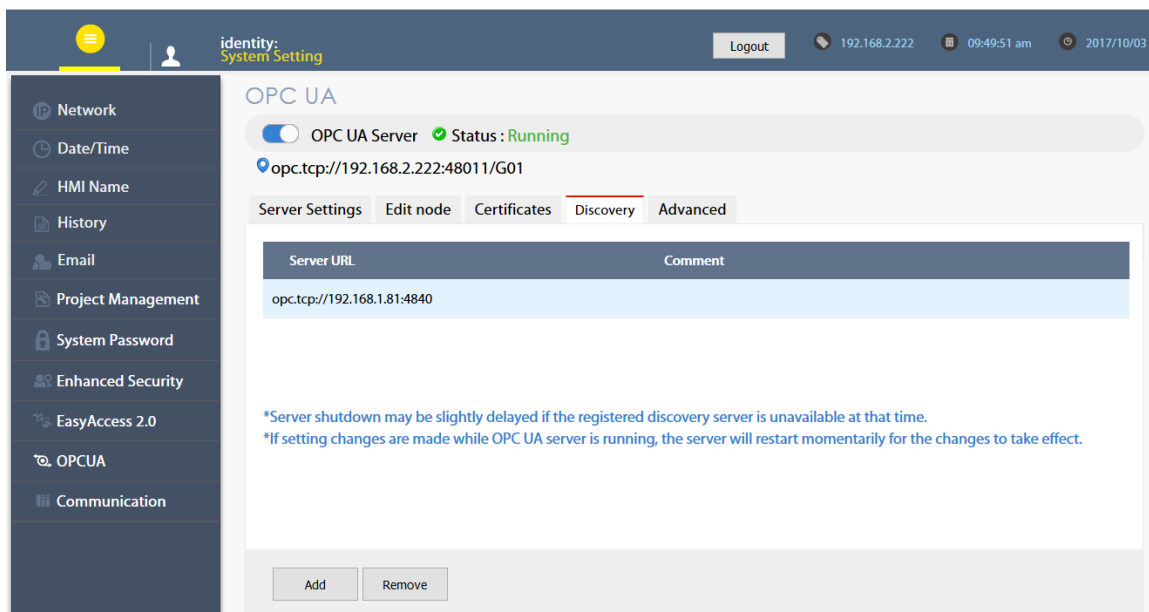 identity:
System Setting
Logout
192.168.2.222
09:49:51 am
2017/10/03
Network
Date/Time
HMI Name
History
Email
Project Management
System Password
Enhanced Security
EasyAccess 2.0
OPCUA
Communication
OPC UA
OPC UA Server Status : Running
opc.tcp://192.168.2.222:48011/G01
Server Settings Edit node Certificates Discovery Advanced
Server URL Comment
opc.tcp://192.168.1.81:4840
*Server shutdown may be slightly delayed if the registered discovery server is unavailable at that time.
*If setting changes are made while OPC UA server is running, the server will restart momentarily for the changes to take effect.
Add Remove